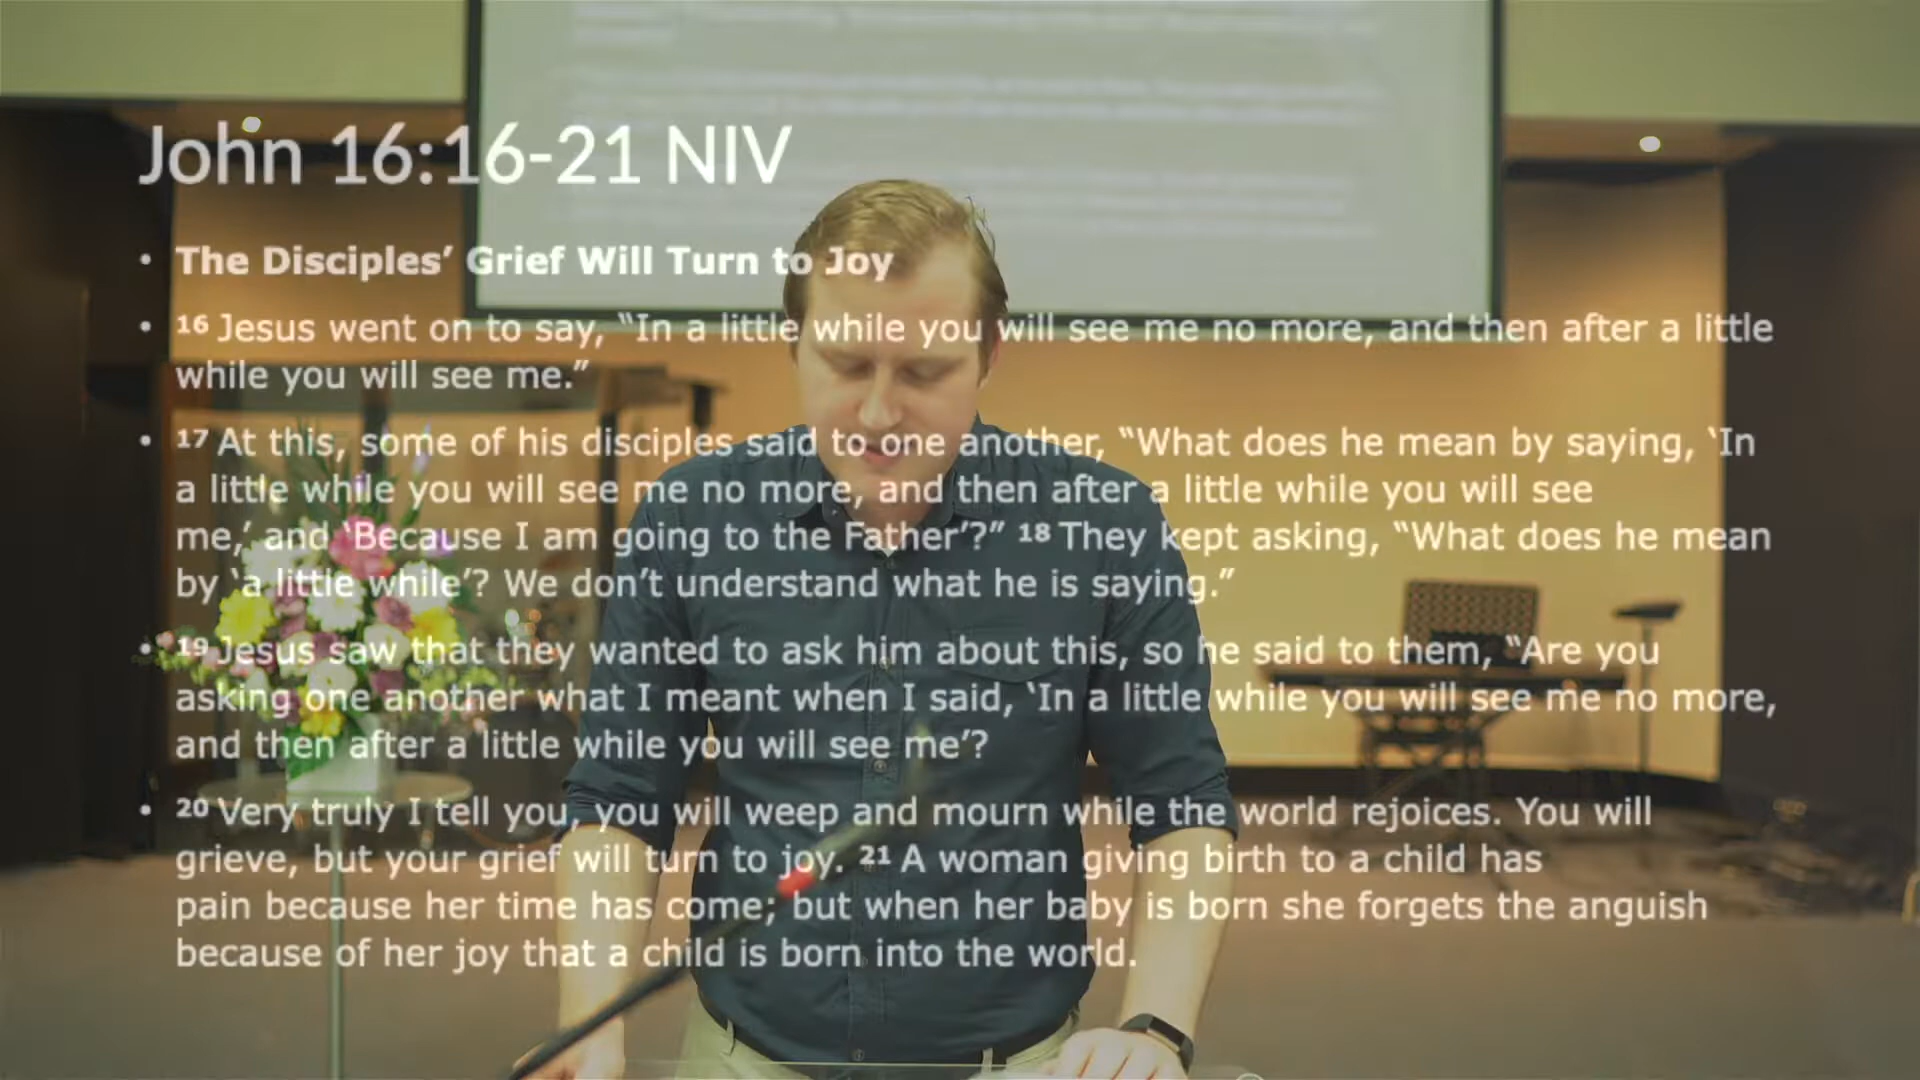 John 16:16-21 NIV
• The Disciples’ Grief Will Turn to Joy
• 16 Jesus went on to say, “In a little while you will see me no more, and then after a little
while you will see me.”
• 17 At this, some of his disciples said to one another, “What does he mean by saying, ‘In
a little while you will see me no more, and then after a little while you will see
me,’ and ‘Because I am going to the Father’?” 18 They kept asking, “What does he mean
by ‘a little while’? We don’t understand what he is saying.”
• 19 Jesus saw that they wanted to ask him about this, so he said to them, “Are you
asking one another what I meant when I said, ‘In a little while you will see me no more,
and then after a little while you will see me’?
• 20 Very truly I tell you, you will weep and mourn while the world rejoices. You will
grieve, but your grief will turn to joy. 21 A woman giving birth to a child has
pain because her time has come; but when her baby is born she forgets the anguish
because of her joy that a child is born into the world.